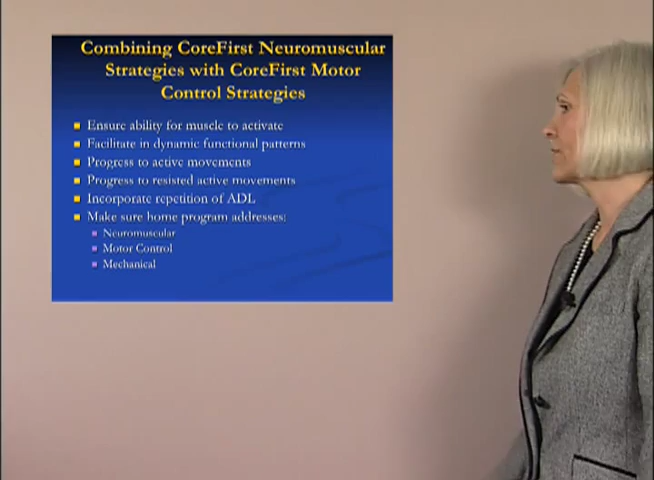 Combining CoreFirst Neuromuscular
Strategies with CoreFirst Motor
Control Strategies
Ensure ability for muscle to activate
Facilitate in dynamic functional patterns
Progress to active movements
Progress to resisted active movements
Incorporate repetition of ADL
Make sure home program addresses:
Neuromuscular
Motor Control
Mechanical